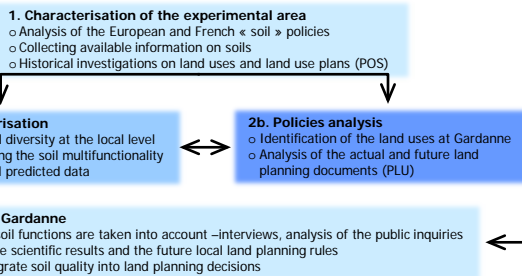 1. Characterisation of the experimental area
o Analysis of the European and French « soil » policies
o Collecting available information on soils
o Historical investigations on land uses and land use plans (POS)
risation
l diversity at the local level
ng the soil multifunctionality
l predicted data
2b. Policies analysis
o Identification of the land uses at Gardanne
o Analysis of the actual and future land
planning documents (PLU)
Gardanne
soil functions are taken into account –interviews, analysis of the public inquiries
e scientific results and the future local land planning rules
grate soil quality into land planning decisions